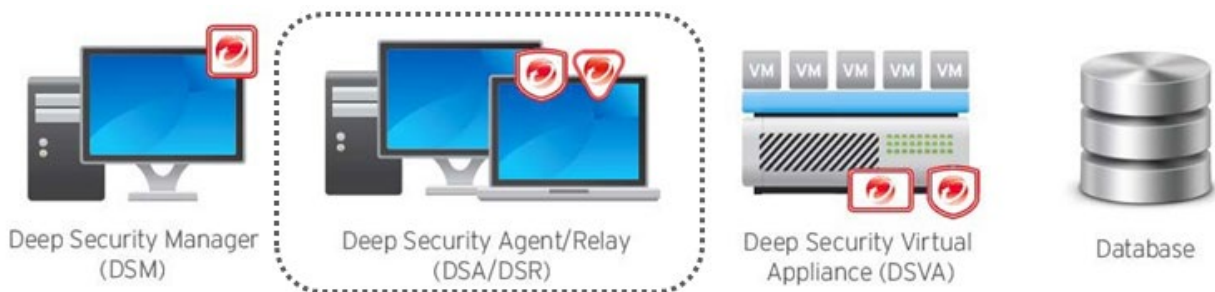 VM VM VM VM VM
Deep Security Manager
(DSM)
Deep Security Agent/Relay
(DSA/DSR)
Deep Security Virtual
Appliance (DSVA)
Database